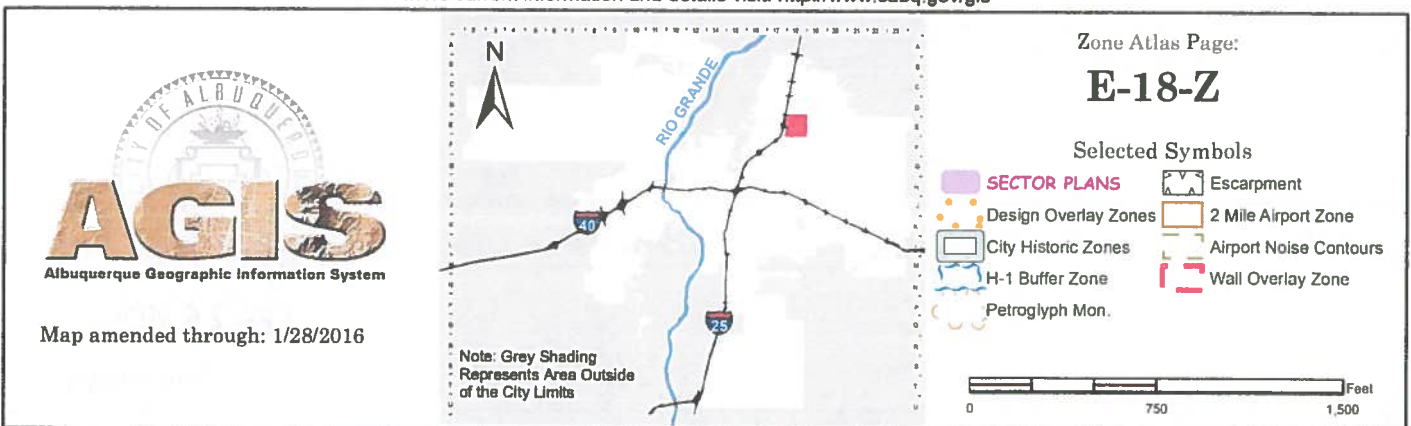 Zone Atlas Page:
E-18-Z
Selected Symbols
SECTOR PLANS
Escarpment
Design Overlay Zones
2 Mile Airport Zone
City Historic Zones
Airport Noise Contours
H-1 Buffer Zone
Wall Overlay Zone
Petroglyph Mon.
0 750 1,500 Feet
N
RIO GRANDE
40
25
Note: Grey Shading
Represents Area Outside
of the City Limits
CITY OF ALBUQUERQUE
AGIS
Albuquerque Geographic Information System
Map amended through: 1/28/2016